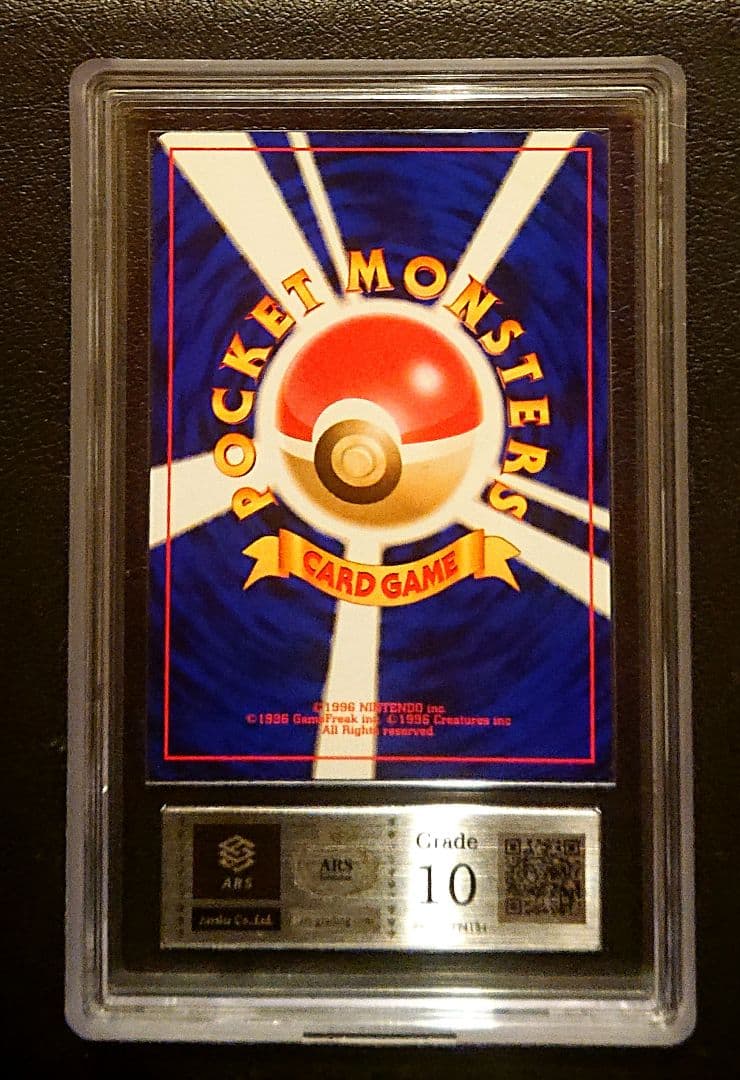 POCKET MONSTERS
CARD GAME
©1996 NINTENDO inc.
©1996 GameFreak inc. ©1996 Creatures inc
All Rights reserved
ARS
ARS
Grade
10